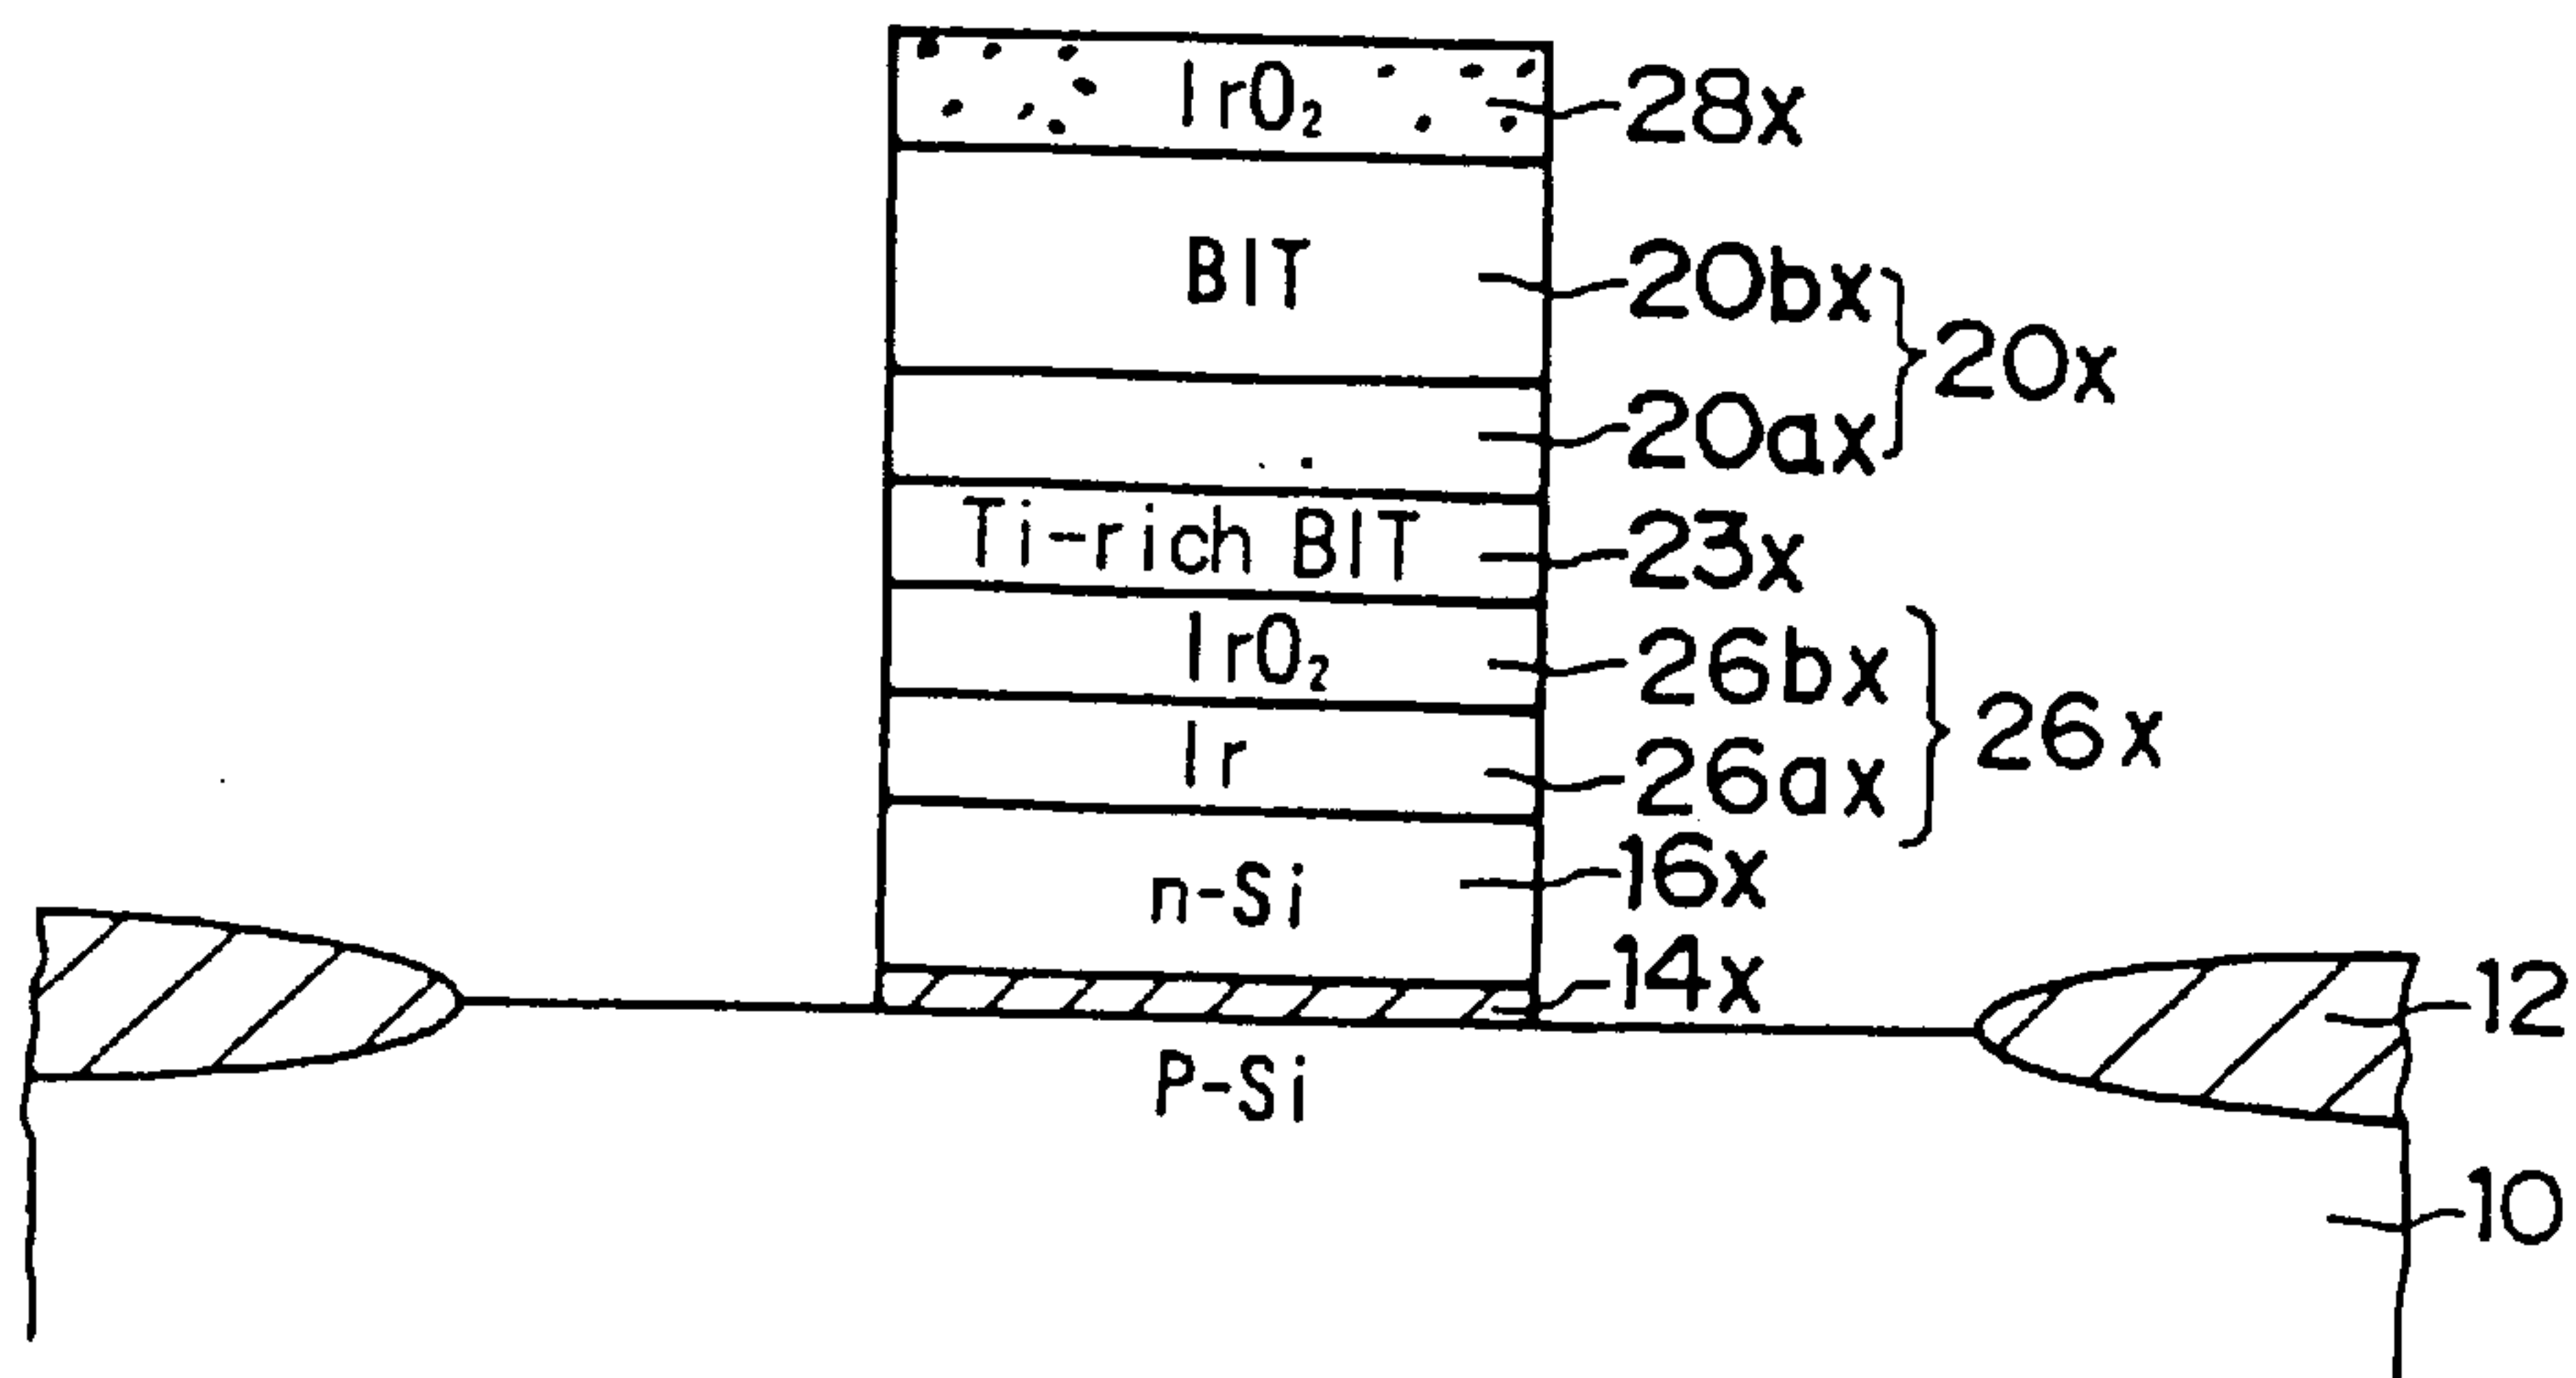 IrO₂ 28x
BIT 20bx
20x
20ax
Ti-rich BIT 23x
IrO₂ 26bx
26x
Ir 26ax
n-Si 16x
14x
12
P-Si
10